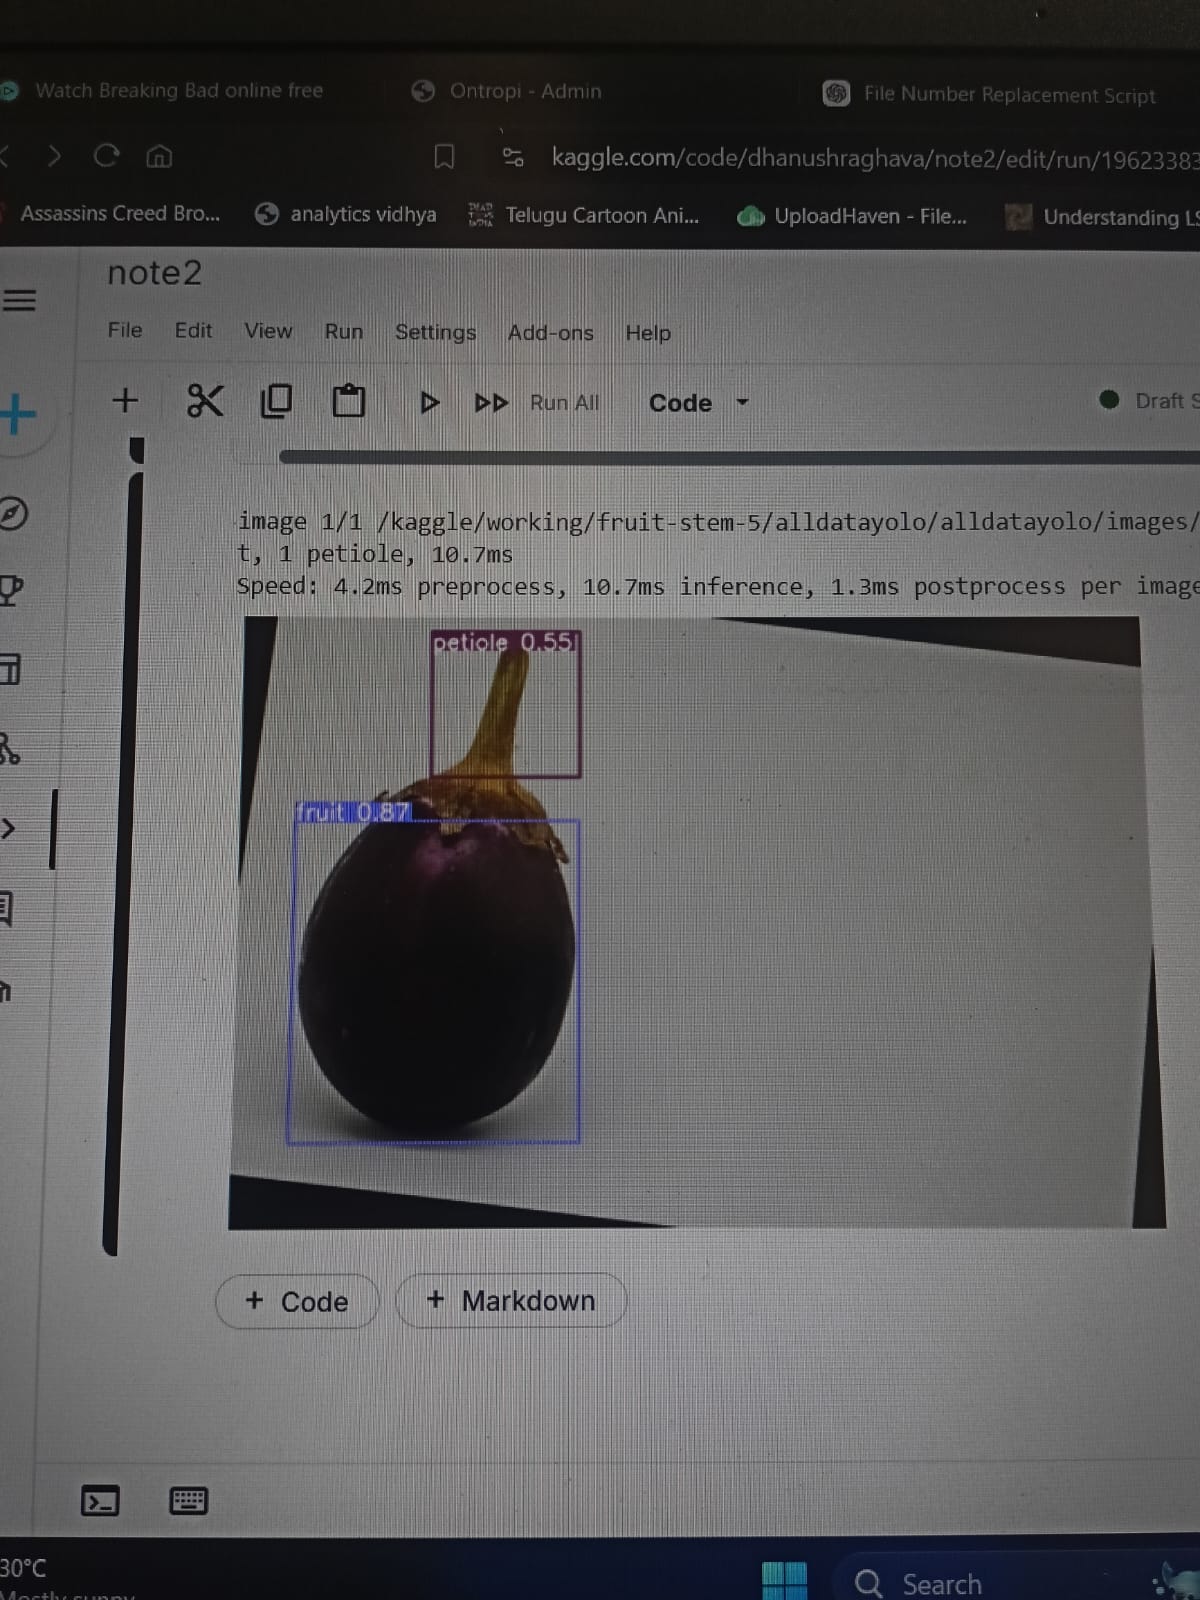 Watch Breaking Bad online free
Ontropi - Admin
File Number Replacement Script
kaggle.com/code/dhanushraghava/note2/edit/run/19623383
Assassins Creed Bro...
analytics vidhya
Telugu Cartoon Ani...
UploadHaven - File...
Understanding LS
note2
File Edit View Run Settings Add-ons Help
Run All
Code
Draft S
image 1/1 /kaggle/working/fruit-stem-5/alldatayolo/alldatayolo/images/
t, 1 petiole, 10.7ms
Speed: 4.2ms preprocess, 10.7ms inference, 1.3ms postprocess per image
petiole 0.55
fruit 0.87
+ Code
+ Markdown
30°C
Mostly sunny
Search